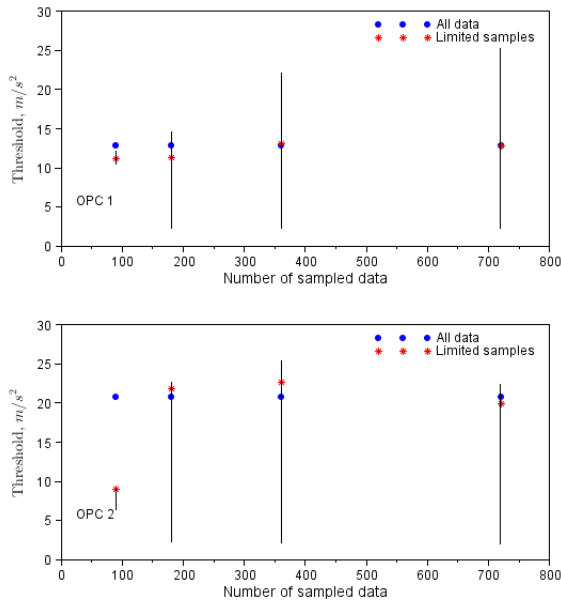 30
25
20
15
10
5
0
Threshold, m/s²
All data
Limited samples
OPC 1
0 100 200 300 400 500 600 700 800
Number of sampled data
30
25
20
15
10
5
0
Threshold, m/s²
All data
Limited samples
OPC 2
0 100 200 300 400 500 600 700 800
Number of sampled data